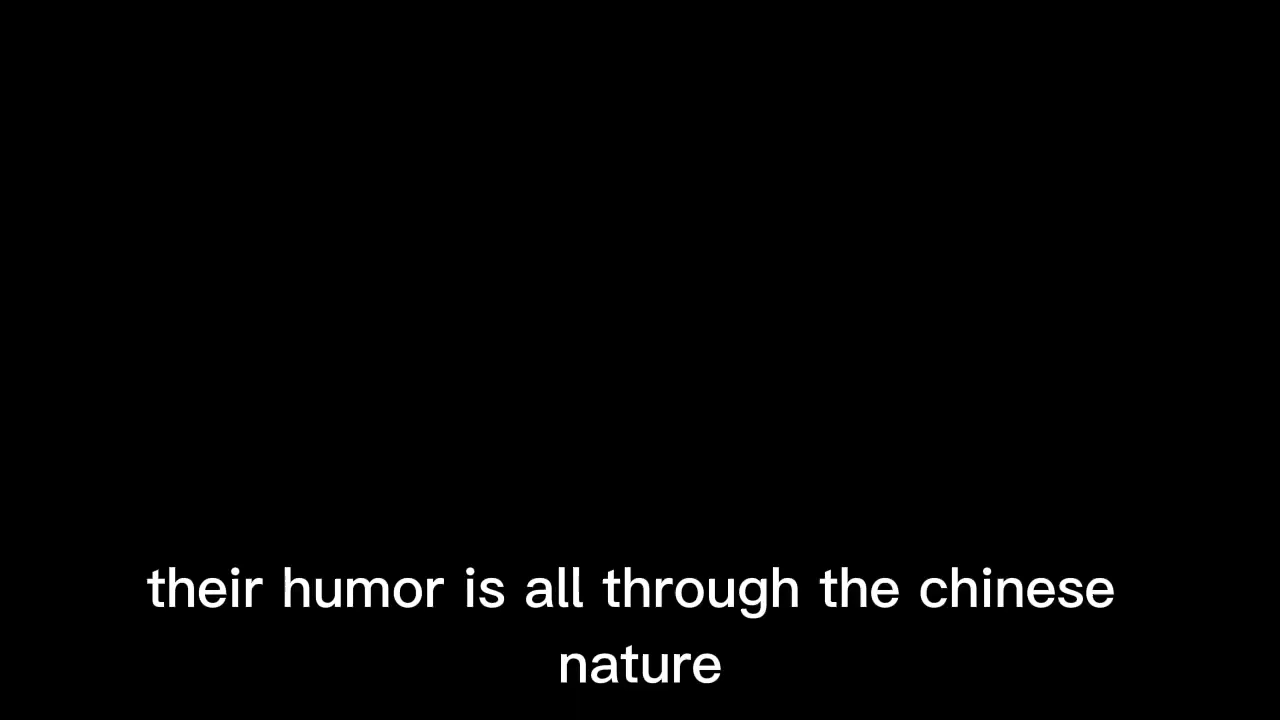 their humor is all through the chinese
nature